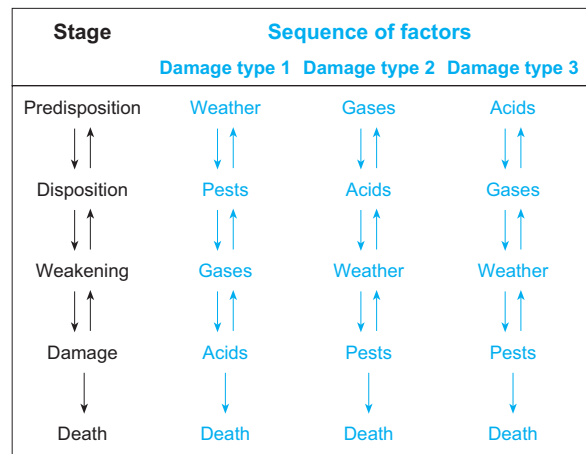 Stage Sequence of factors
Damage type 1 Damage type 2 Damage type 3
Predisposition Weather Gases Acids
Disposition Pests Acids Gases
Weakening Gases Weather Weather
Damage Acids Pests Pests
Death Death Death Death